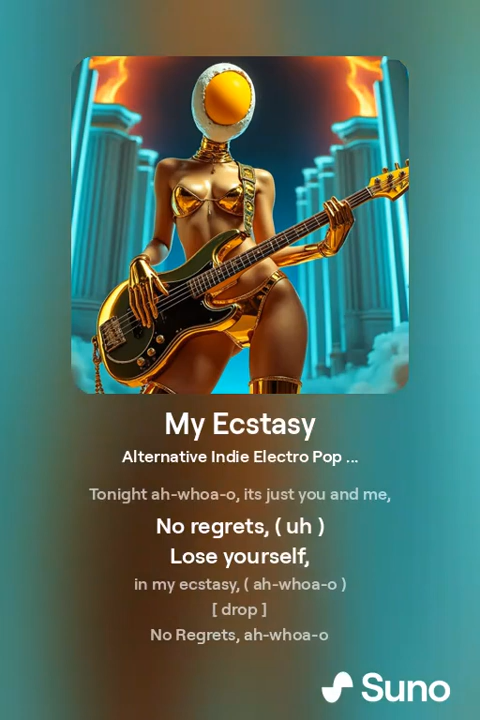 My Ecstasy
Alternative Indie Electro Pop ...
Tonight ah-whoa-o, its just you and me,
No regrets, ( uh )
Lose yourself,
in my ecstasy, ( ah-whoa-o )
[ drop ]
No Regrets, ah-whoa-o
Suno